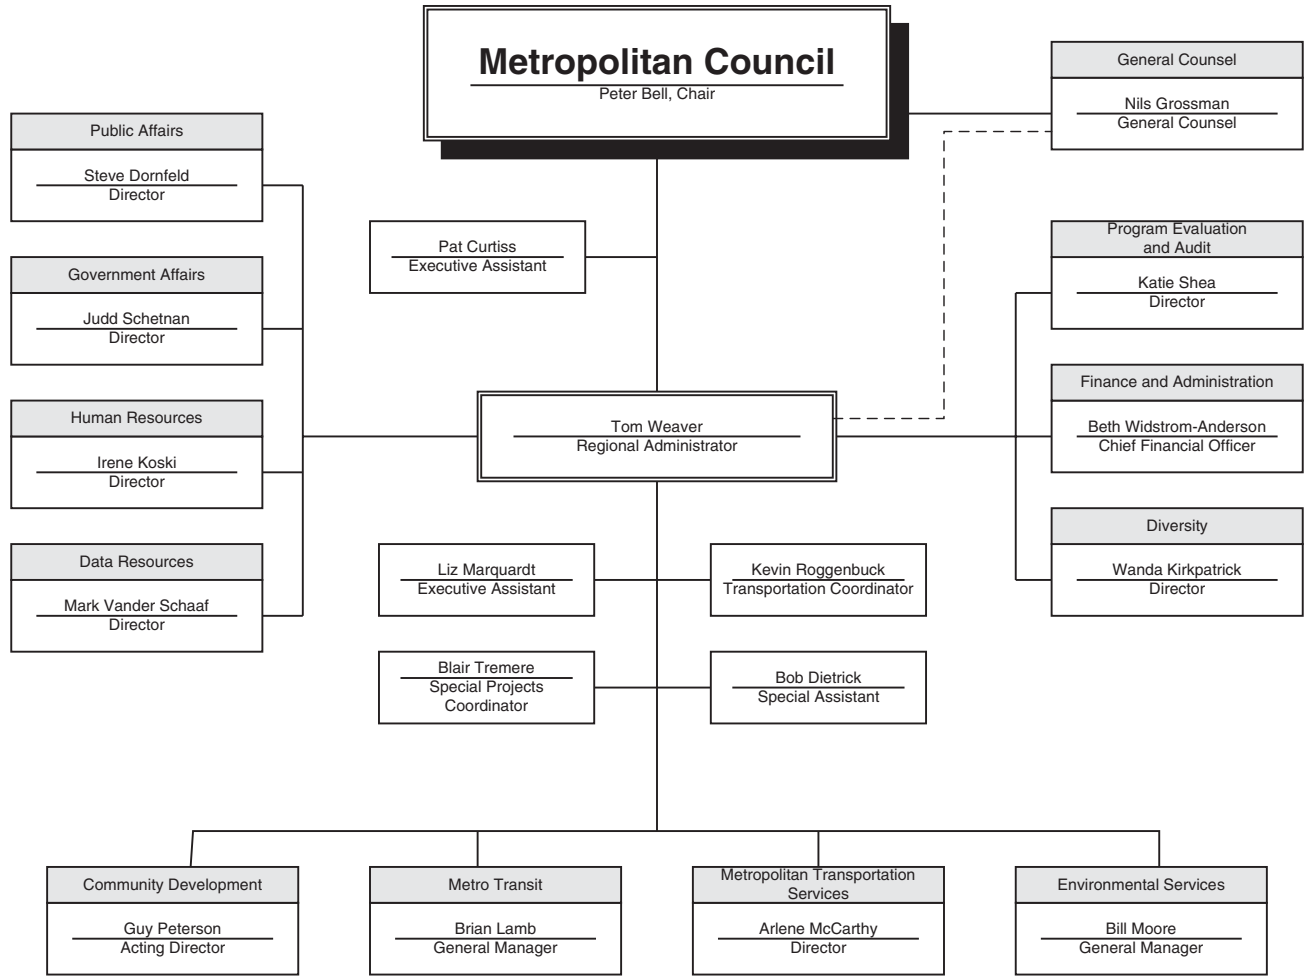 Metropolitan Council
Peter Bell, Chair
General Counsel
Nils Grossman
General Counsel
Public Affairs
Steve Dornfeld
Director
Pat Curtiss
Executive Assistant
Program Evaluation
and Audit
Katie Shea
Director
Government Affairs
Judd Schetnan
Director
Finance and Administration
Beth Widstrom-Anderson
Chief Financial Officer
Human Resources
Irene Koski
Director
Tom Weaver
Regional Administrator
Diversity
Wanda Kirkpatrick
Director
Data Resources
Mark Vander Schaaf
Director
Liz Marquardt
Executive Assistant
Kevin Roggenbuck
Transportation Coordinator
Blair Tremere
Special Projects
Coordinator
Bob Dietrick
Special Assistant
Community Development
Guy Peterson
Acting Director
Metro Transit
Brian Lamb
General Manager
Metropolitan Transportation
Services
Arlene McCarthy
Director
Environmental Services
Bill Moore
General Manager